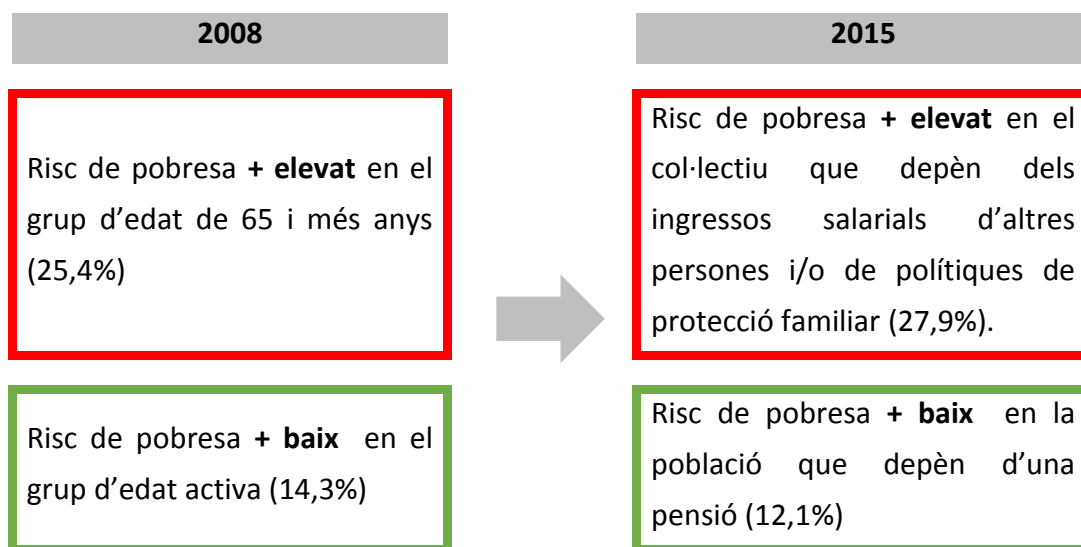 2008
Risc de pobresa + elevat en el
grup d’edat de 65 i més anys
(25,4%)
Risc de pobresa + baix en el
grup d’edat activa (14,3%)
2015
Risc de pobresa + elevat en el
col·lectiu que depèn dels
ingressos salarials d’altres
persones i/o de polítiques de
protecció familiar (27,9%).
Risc de pobresa + baix en la
població que depèn d’una
pensió (12,1%)